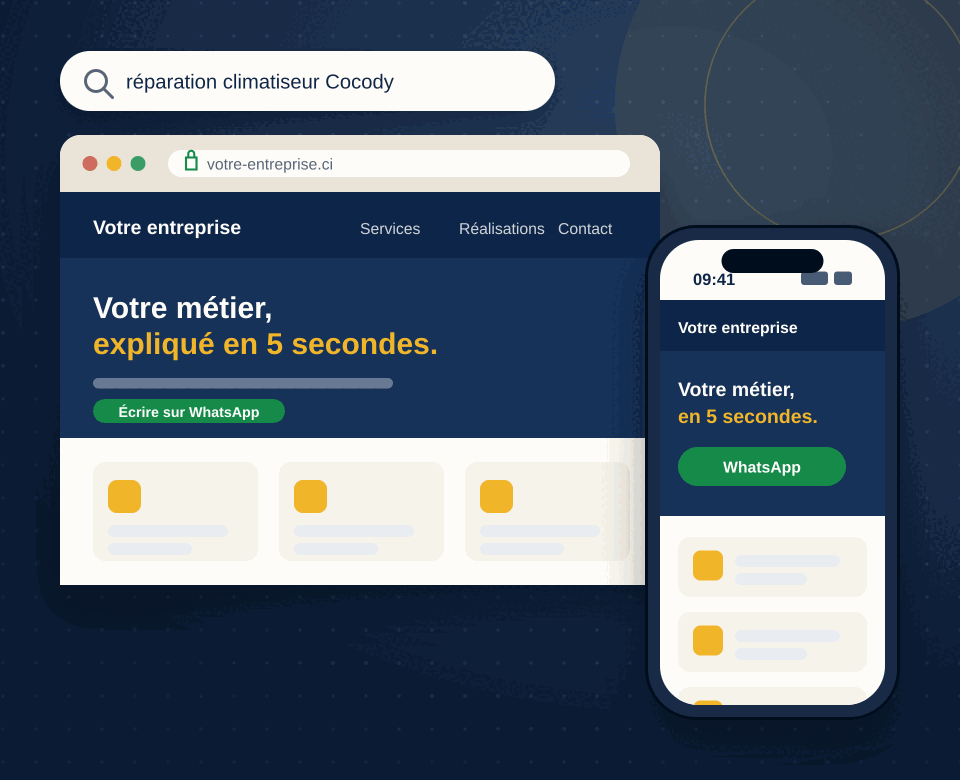 réparation climatiseur Cocody
votre-entreprise.ci
Votre entreprise Services Réalisations Contact
Votre métier,
expliqué en 5 secondes.
Écrire sur WhatsApp
09:41
Votre entreprise
Votre métier,
en 5 secondes.
WhatsApp